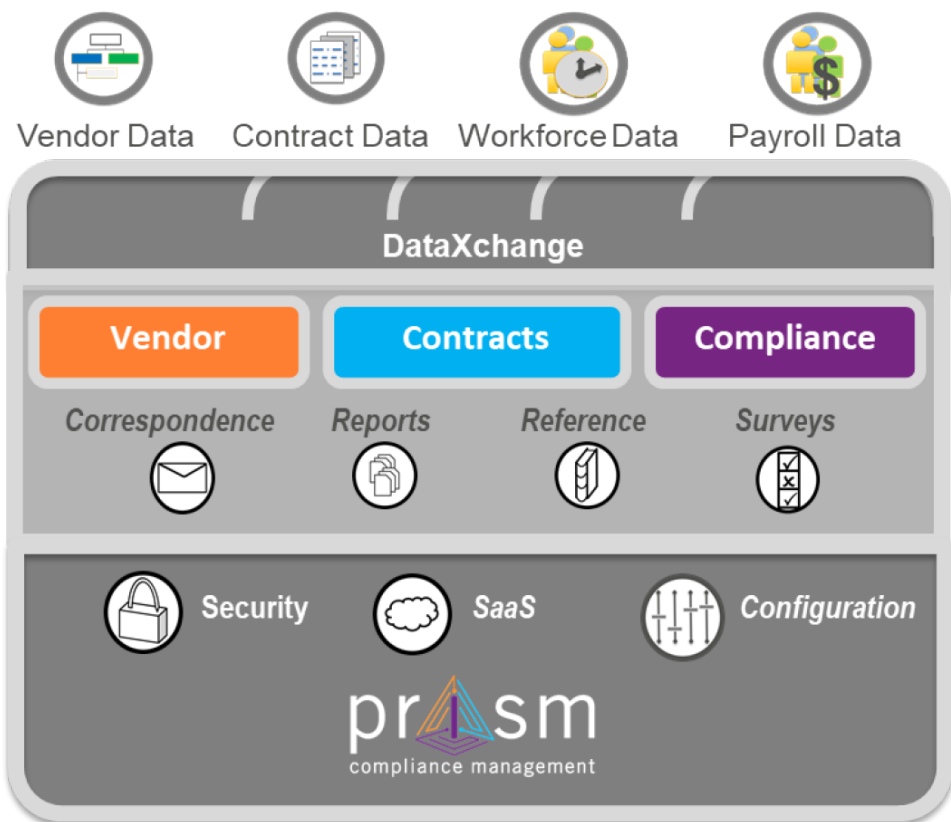 Vendor Data Contract Data Workforce Data Payroll Data
DataXchange
Vendor Contracts Compliance
Correspondence Reports Reference Surveys
Security SaaS Configuration
prism
compliance management